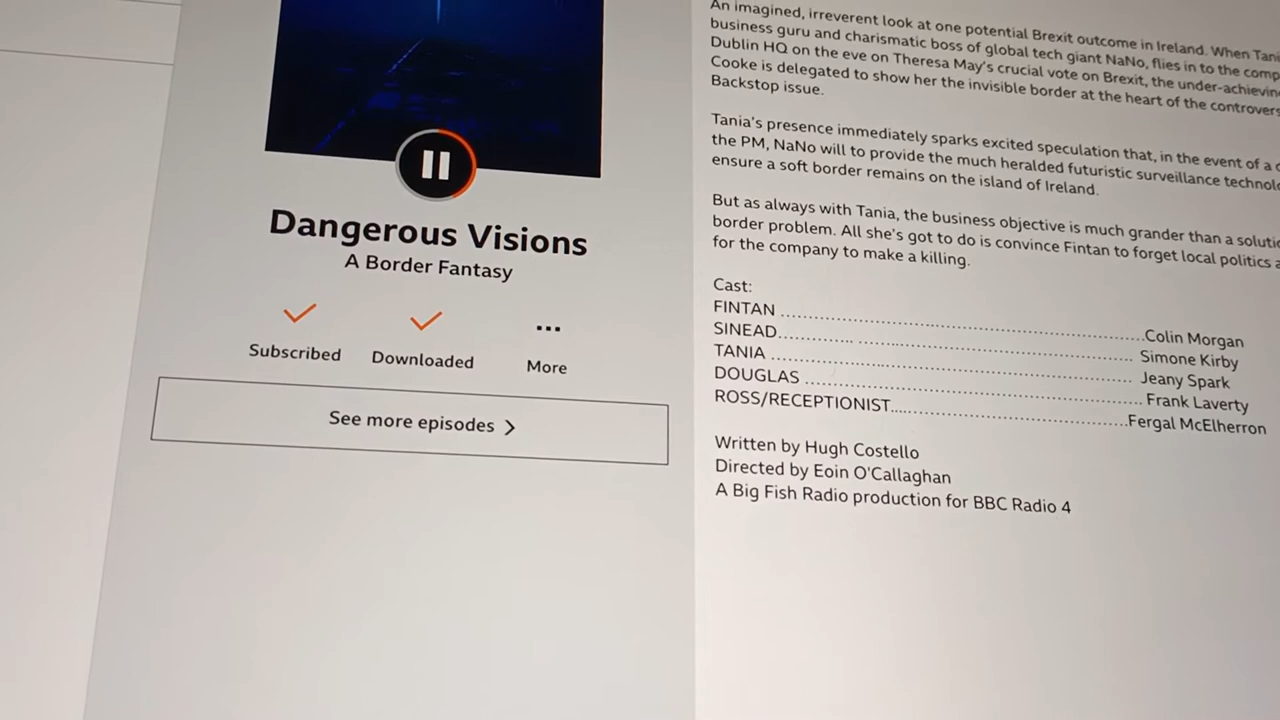 Dangerous Visions
A Border Fantasy
Subscribed
Downloaded
More
See more episodes
An imagined, irreverent look at one potential Brexit outcome in Ireland. When
business guru and charismatic boss of global tech giant NaNo, flies in to the
Dublin HQ on the eve on Theresa May's crucial vote on Brexit, the
Cooke is delegated to show her the invisible border at the heart of the
Backstop issue.
Tania's presence immediately sparks excited speculation that, in the event of a
the PM, NaNo will to provide the much heralded futuristic surveillance
ensure a soft border remains on the island of Ireland.
But as always with Tania, the business objective is much grander than a
border problem. All she's got to do is convince Fintan to forget local politics
for the company to make a killing.
Cast:
FINTAN ........................................................................Colin Morgan
SINEAD.............. .................................................... Simone Kirby
TANIA ........................................................................ Jeany Spark
DOUGLAS .................................................................. Frank Laverty
ROSS/RECEPTIONIST..............................................Fergal McElherron
Written by Hugh Costello
Directed by Eoin O'Callaghan
A Big Fish Radio production for BBC Radio 4